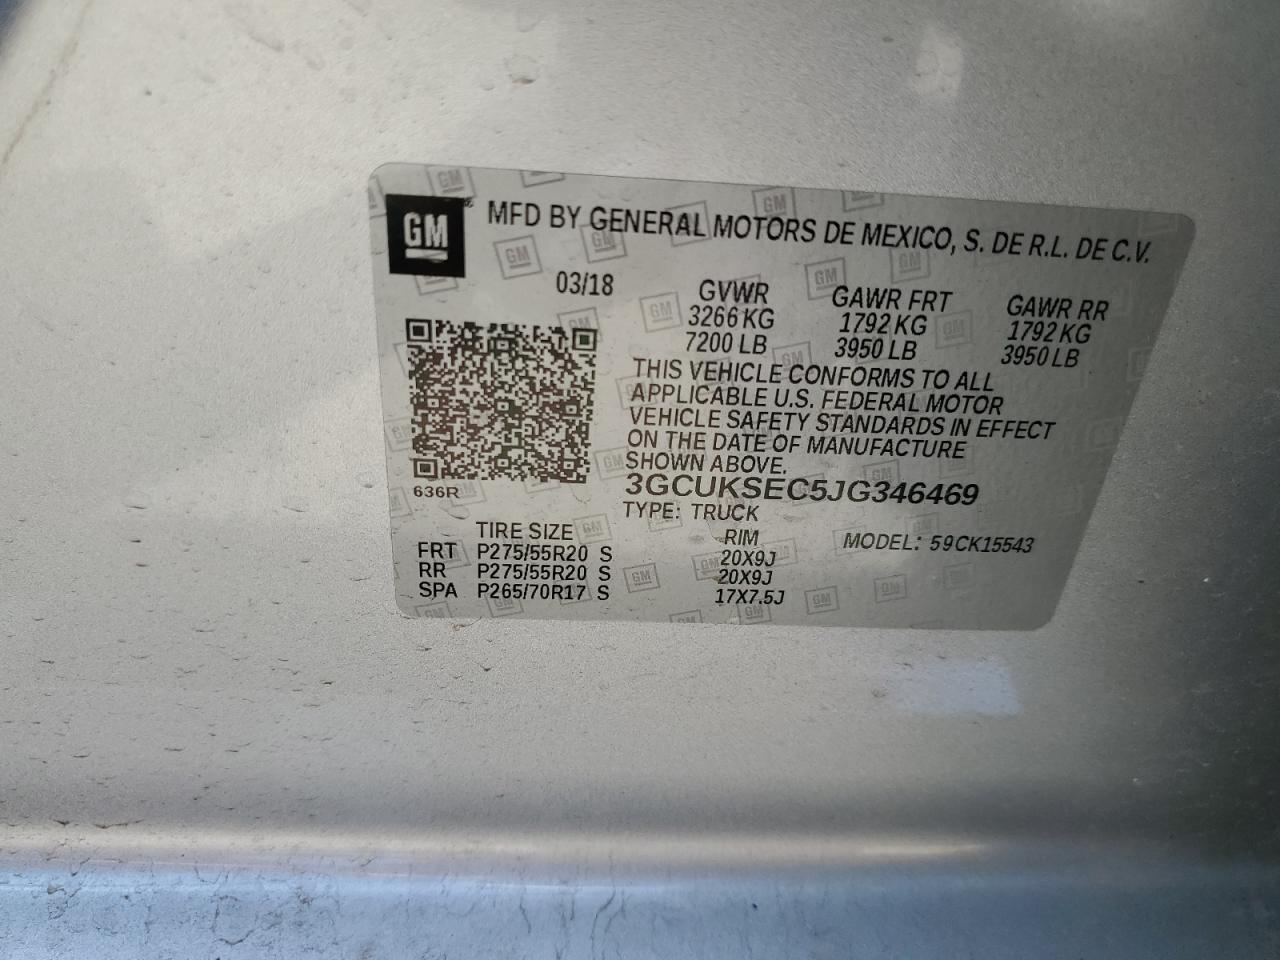 GM
MFD BY GENERAL MOTORS DE MEXICO, S. DE R.L. DE C.V.
03/18
GVWR GAWR FRT GAWR RR
3266 KG 1792 KG 1792 KG
7200 LB 3950 LB 3950 LB
THIS VEHICLE CONFORMS TO ALL
APPLICABLE U.S. FEDERAL MOTOR
VEHICLE SAFETY STANDARDS IN EFFECT
ON THE DATE OF MANUFACTURE
SHOWN ABOVE.
636R
3GCUKSEC5JG346469
TYPE: TRUCK
TIRE SIZE RIM MODEL: 59CK15543
FRT P275/55R20 S 20X9J
RR P275/55R20 S 20X9J
SPA P265/70R17 S 17X7.5J